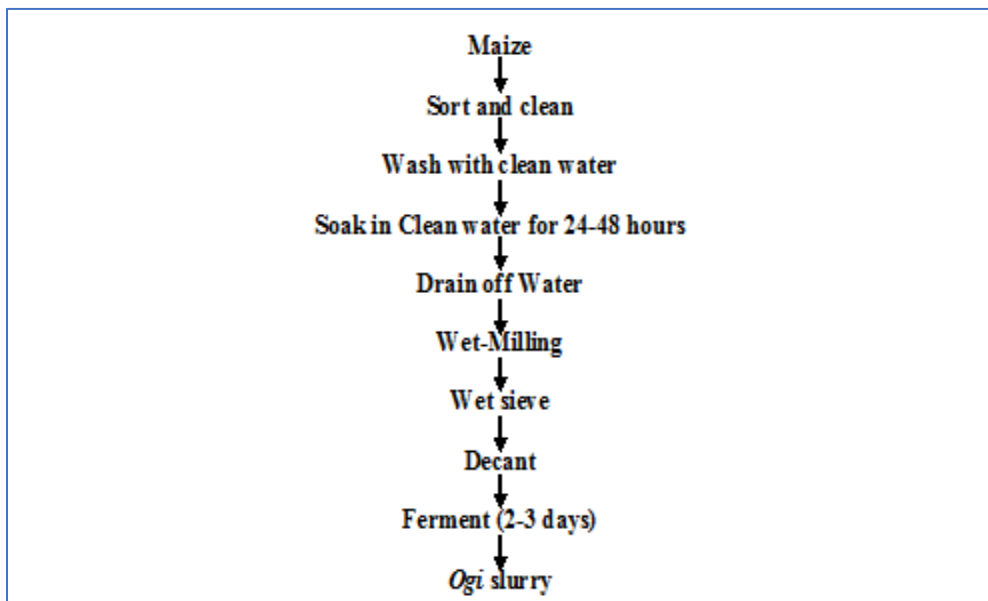 Maize
Sort and clean
Wash with clean water
Soak in Clean water for 24-48 hours
Drain off Water
Wet-Milling
Wet sieve
Decant
Ferment (2-3 days)
Ogi slurry